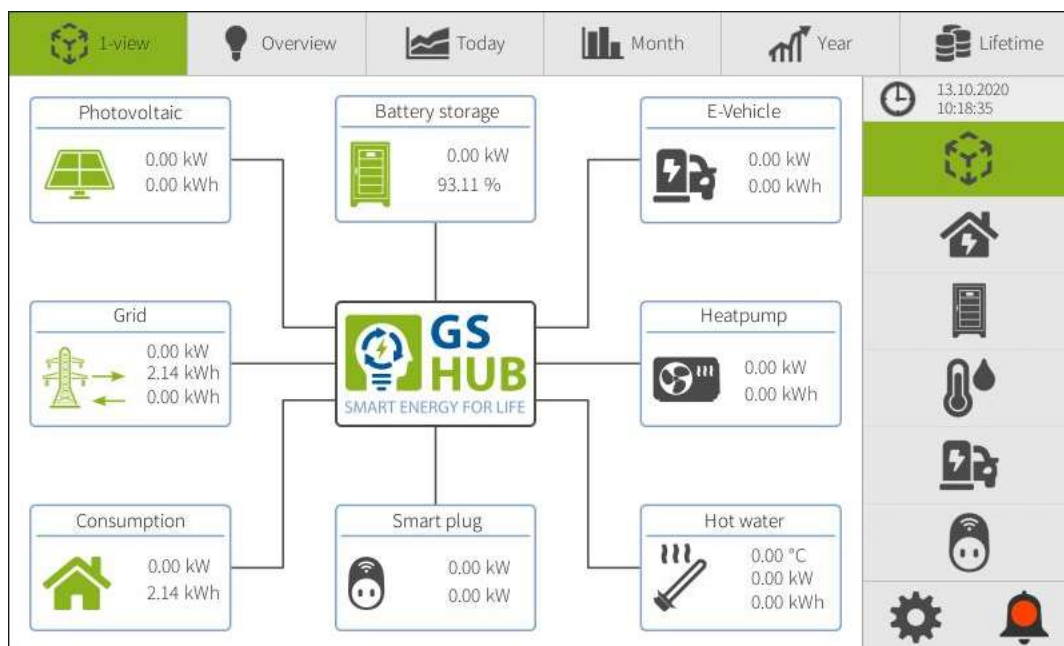 1-view
Overview
Today
Month
Year
Lifetime
13.10.2020
10:18:35
Photovoltaic
0.00 kW
0.00 kWh
Battery storage
0.00 kW
93.11 %
E-Vehicle
0.00 kW
0.00 kWh
Grid
0.00 kW
2.14 kWh
0.00 kWh
GS
HUB
SMART ENERGY FOR LIFE
Heatpump
0.00 kW
0.00 kWh
Consumption
0.00 kW
2.14 kWh
Smart plug
0.00 kW
0.00 kW
Hot water
0.00 °C
0.00 kW
0.00 kWh